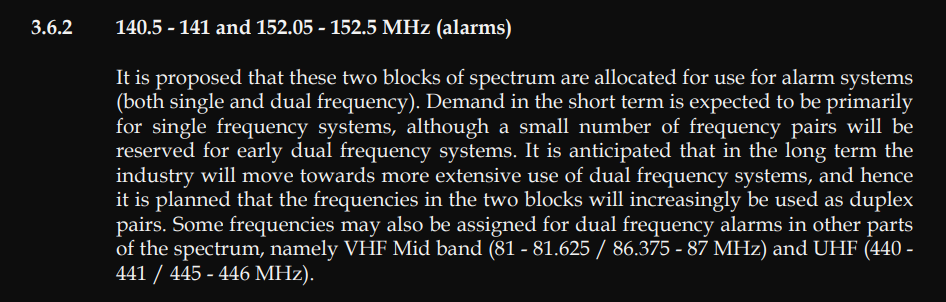 3.6.2 140.5 - 141 and 152.05 - 152.5 MHz (alarms)
It is proposed that these two blocks of spectrum are allocated for use for alarm systems
(both single and dual frequency). Demand in the short term is expected to be primarily
for single frequency systems, although a small number of frequency pairs will be
reserved for early dual frequency systems. It is anticipated that in the long term the
industry will move towards more extensive use of dual frequency systems, and hence
it is planned that the frequencies in the two blocks will increasingly be used as duplex
pairs. Some frequencies may also be assigned for dual frequency alarms in other parts
of the spectrum, namely VHF Mid band (81 - 81.625 / 86.375 - 87 MHz) and UHF (440 -
441 / 445 - 446 MHz).